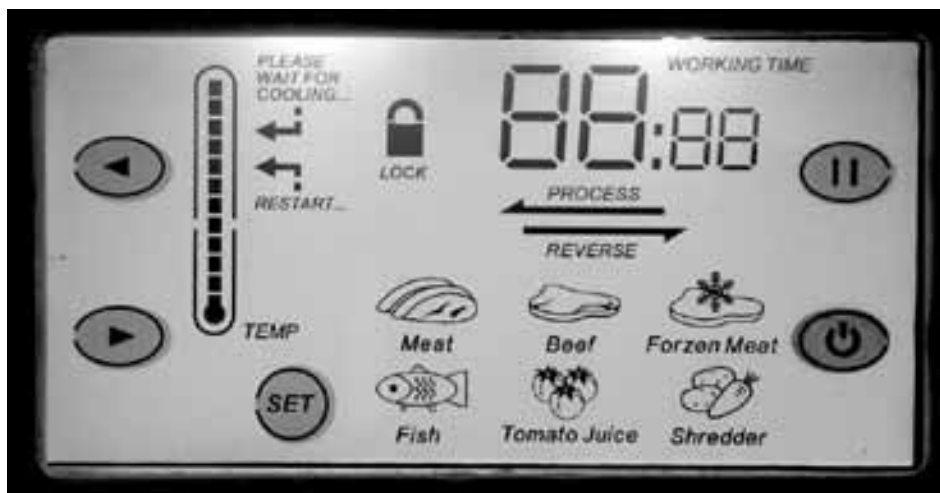 PLEASE
WAIT FOR
COOLING...
RESTART...
TEMP
SET
LOCK
88:88
WORKING TIME
PROCESS
REVERSE
Meat
Beef
Forzen Meat
Fish
Tomato Juice
Shredder